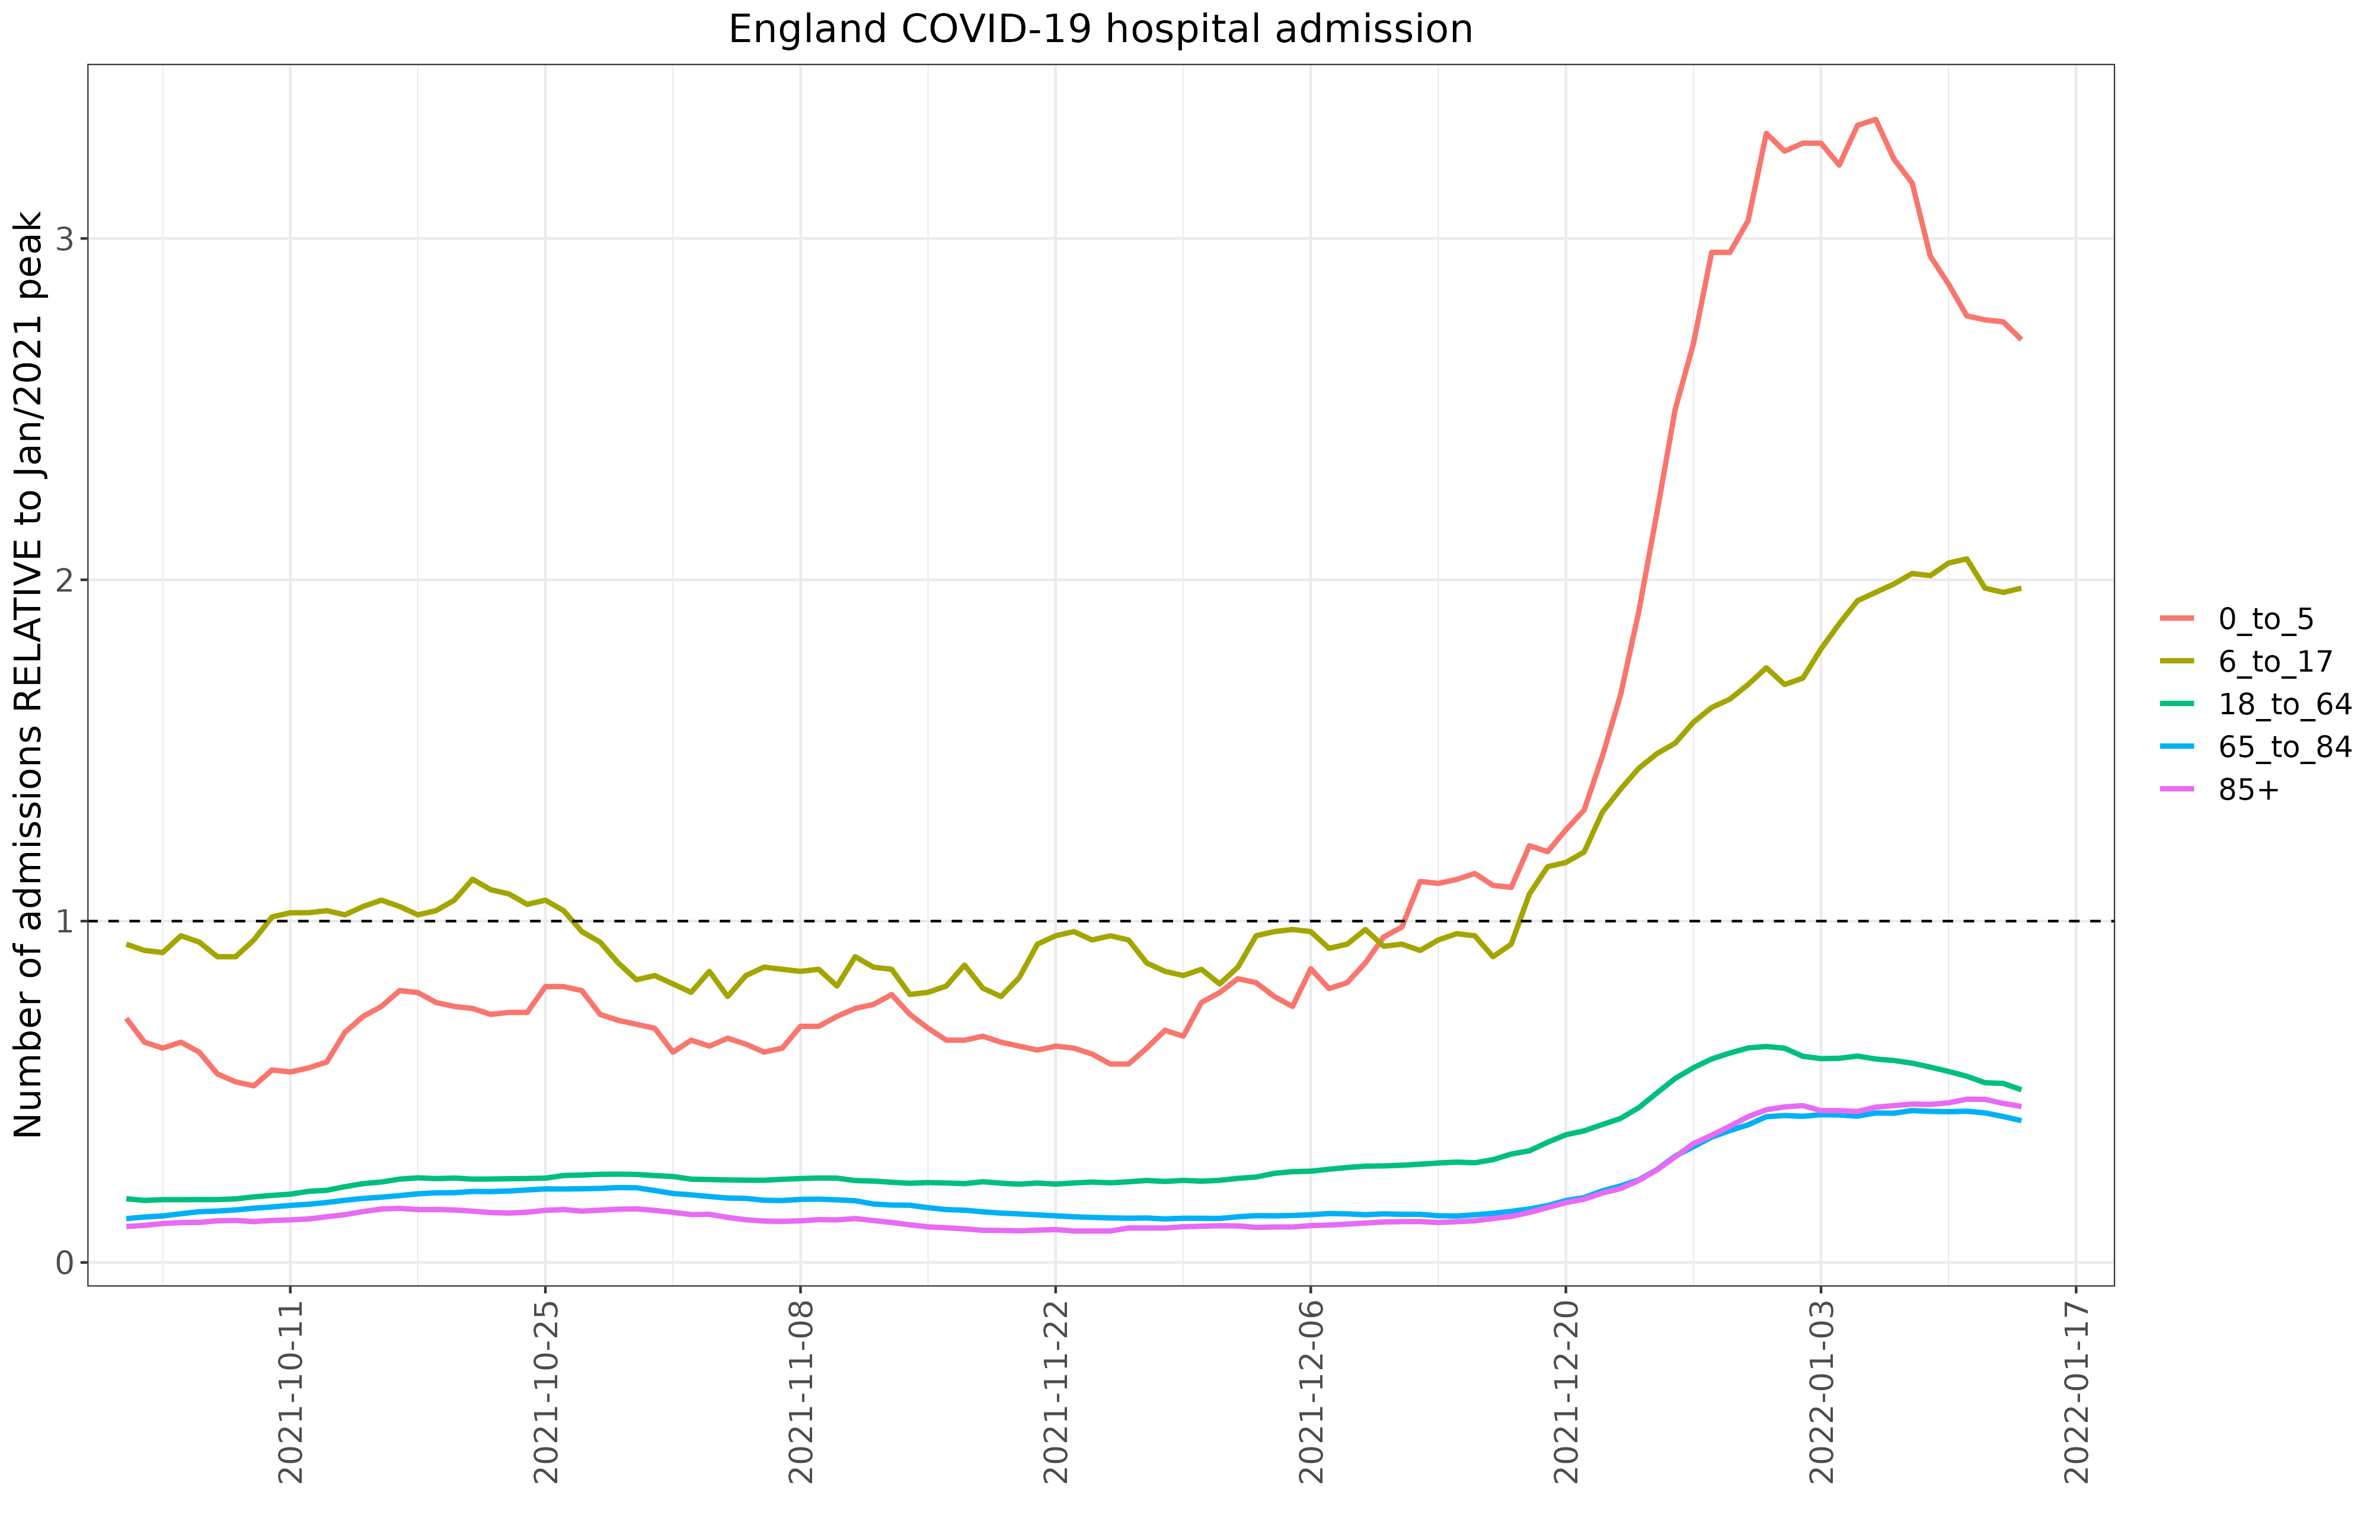 England COVID-19 hospital admission
Number of admissions RELATIVE to Jan/2021 peak
3
2
1
0
2021-10-11
2021-10-25
2021-11-08
2021-11-22
2021-12-06
2021-12-20
2022-01-03
2022-01-17
0_to_5
6_to_17
18_to_64
65_to_84
85+